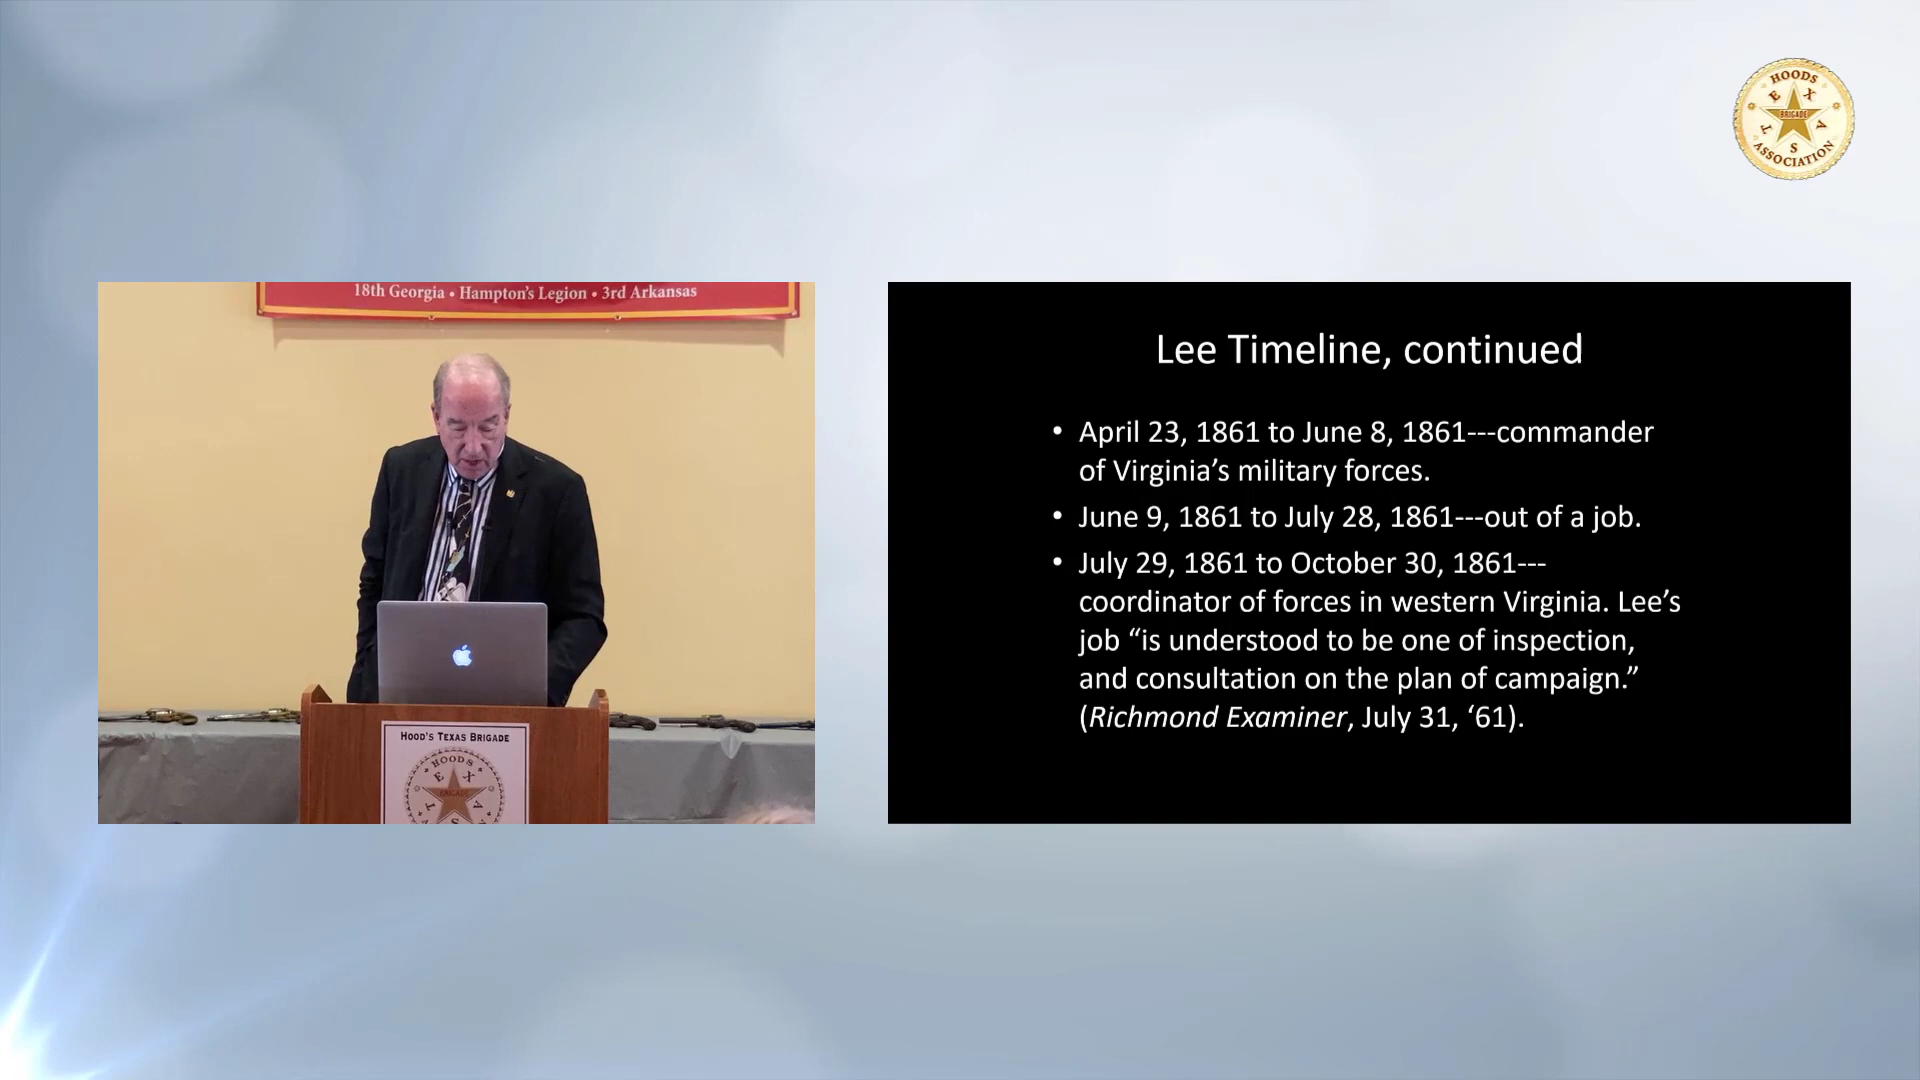 HOODS
TEXAS
BRIGADE
ASSOCIATION
18th Georgia • Hampton's Legion • 3rd Arkansas
HOOD'S TEXAS BRIGADE
HOODS
TEXAS
BRIGADE
Lee Timeline, continued
• April 23, 1861 to June 8, 1861---commander
of Virginia’s military forces.
• June 9, 1861 to July 28, 1861---out of a job.
• July 29, 1861 to October 30, 1861---
coordinator of forces in western Virginia. Lee’s
job “is understood to be one of inspection,
and consultation on the plan of campaign.”
(Richmond Examiner, July 31, ‘61).